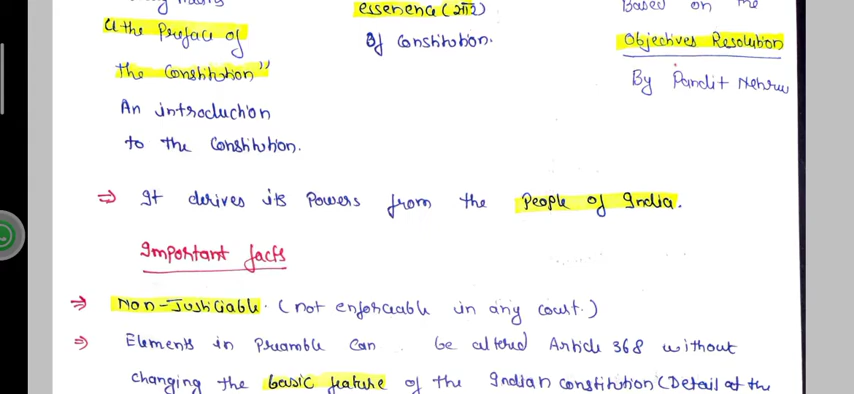 "the Preface of
the Constitution"
An introduction
to the Constitution.
essenence (सार)
of Constitution.
Based on the
Objectives Resolution
By Pandit Nehru
⇒ It derives its Powers from the People of India.
Important facts
⇒ Non-Justiciable. (not enforceable in any court.)
⇒ Elements in Preamble can be altered Article 368 without
changing the basic feature of the Indian constitution (Detail at the